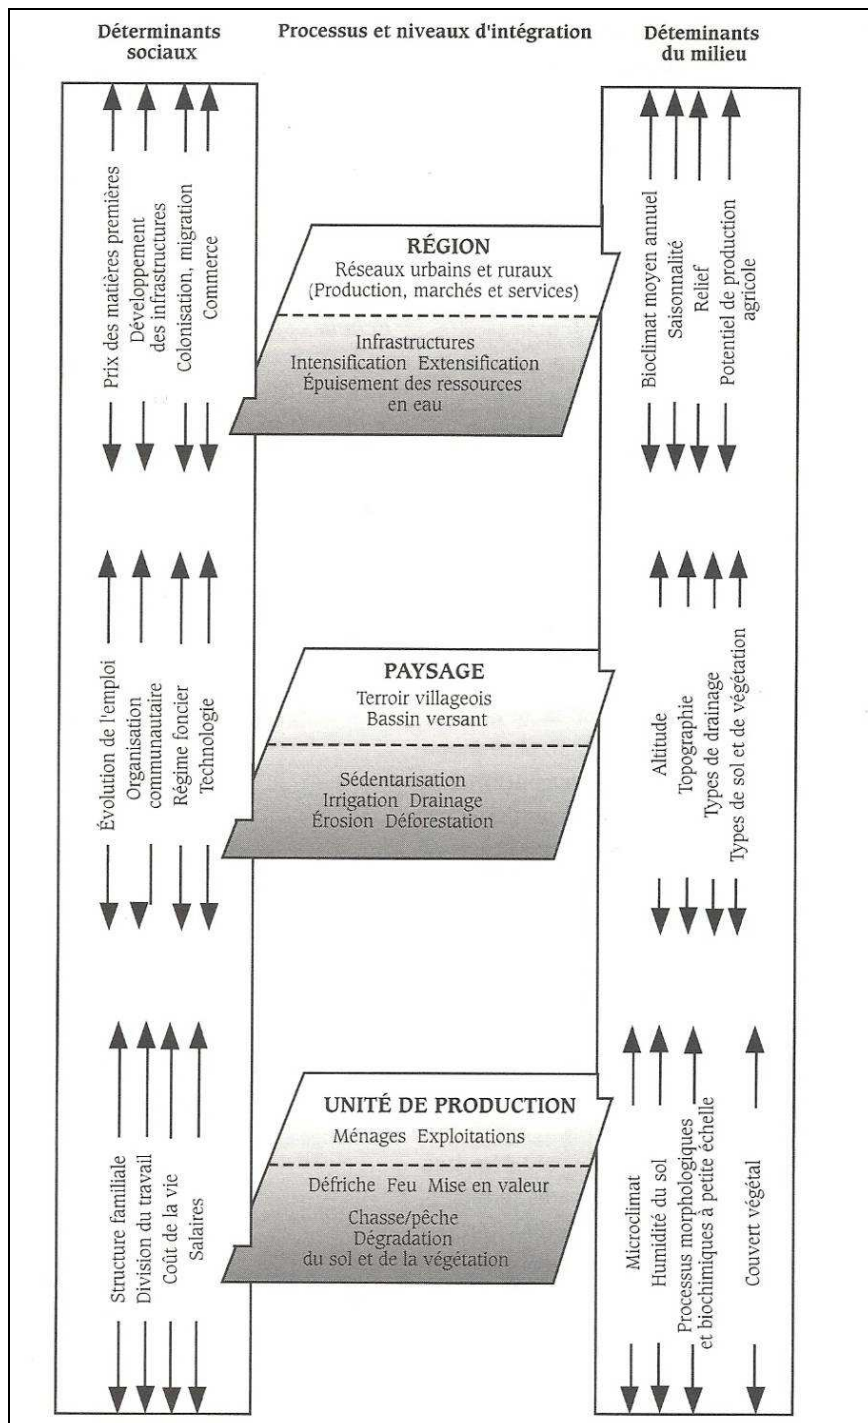 Déterminants
sociaux
Processus et niveaux d'intégration
Déteminants
du milieu
Prix des matières premières
Développement
des infrastructures
Colonisation, migration
Commerce
RÉGION
Réseaux urbains et ruraux
(Production, marchés et services)
Infrastructures
Intensification Extensification
Épuisement des ressources
en eau
Bioclimat moyen annuel
Saisonnalité
Relief
Potentiel de production
agricole
Évolution de l'emploi
Organisation
communautaire
Régime foncier
Technologie
PAYSAGE
Terroir villageois
Bassin versant
Sédentarisation
Irrigation Drainage
Érosion Déforestation
Altitude
Topographie
Types de drainage
Types de sol et de végétation
Structure familiale
Division du travail
Coût de la vie
Salaires
UNITÉ DE PRODUCTION
Ménages Exploitations
Défriche Feu Mise en valeur
Chasse/pêche
Dégradation
du sol et de la végétation
Microclimat
Humidité du sol
Processus morphologiques
et biochimiques à petite échelle
Couvert végétal